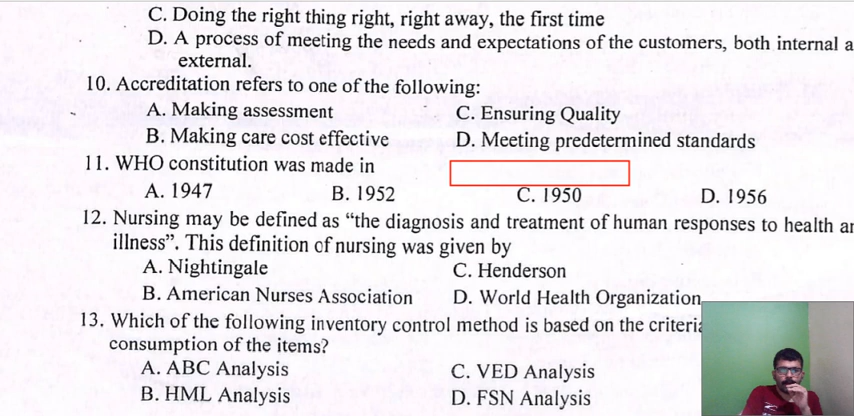 C. Doing the right thing right, right away, the first time
D. A process of meeting the needs and expectations of the customers, both internal a
external.
10. Accreditation refers to one of the following:
A. Making assessment C. Ensuring Quality
B. Making care cost effective D. Meeting predetermined standards
11. WHO constitution was made in
A. 1947 B. 1952 C. 1950 D. 1956
12. Nursing may be defined as “the diagnosis and treatment of human responses to health ar
illness”. This definition of nursing was given by
A. Nightingale C. Henderson
B. American Nurses Association D. World Health Organization
13. Which of the following inventory control method is based on the criteria
consumption of the items?
A. ABC Analysis C. VED Analysis
B. HML Analysis D. FSN Analysis